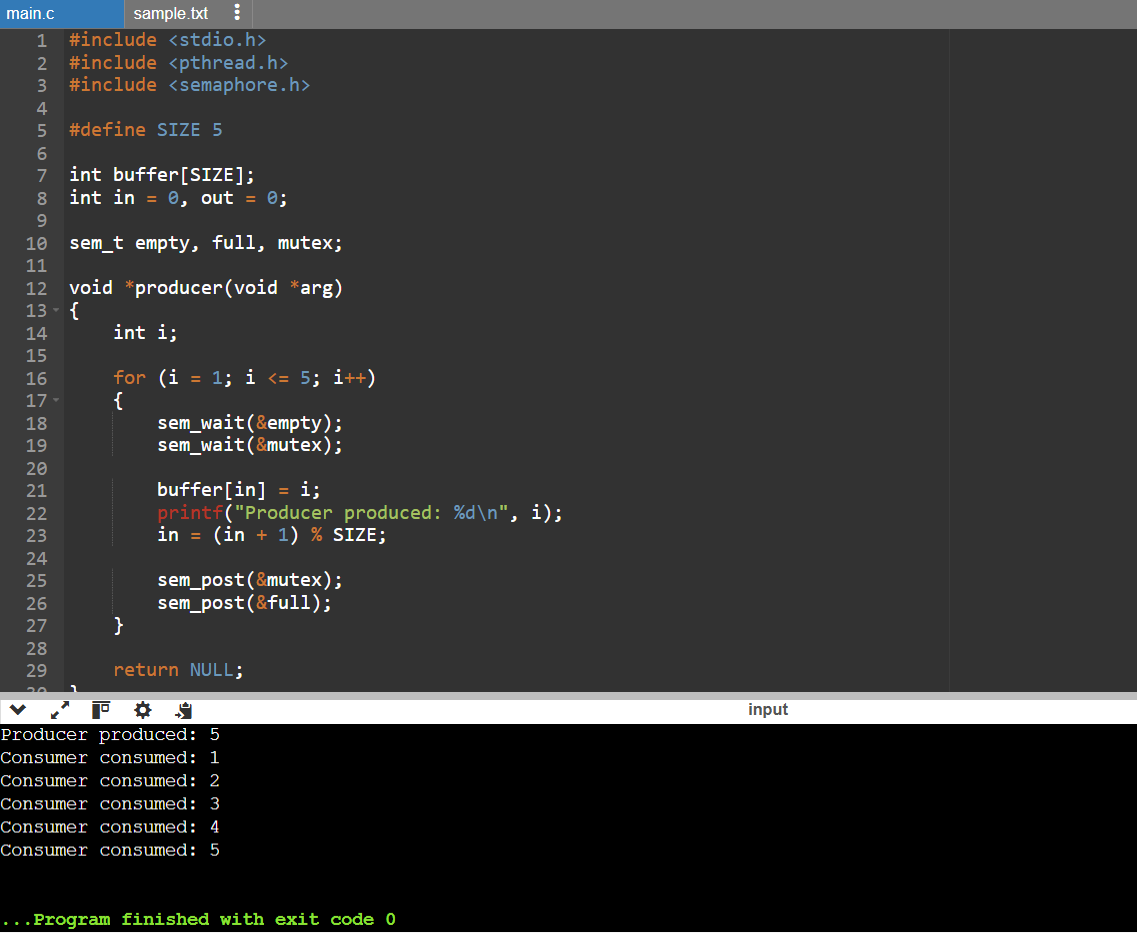 main.c sample.txt
1 #include <stdio.h>
2 #include <pthread.h>
3 #include <semaphore.h>
4
5 #define SIZE 5
6
7 int buffer[SIZE];
8 int in = 0, out = 0;
9
10 sem_t empty, full, mutex;
11
12 void *producer(void *arg)
13 {
14     int i;
15
16     for (i = 1; i <= 5; i++)
17     {
18         sem_wait(&empty);
19         sem_wait(&mutex);
20
21         buffer[in] = i;
22         printf("Producer produced: %d\n", i);
23         in = (in + 1) % SIZE;
24
25         sem_post(&mutex);
26         sem_post(&full);
27     }
28
29     return NULL;
30 }
input
Producer produced: 5
Consumer consumed: 1
Consumer consumed: 2
Consumer consumed: 3
Consumer consumed: 4
Consumer consumed: 5
...Program finished with exit code 0